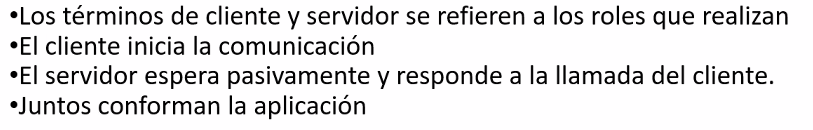 •Los términos de cliente y servidor se refieren a los roles que realizan
•El cliente inicia la comunicación
•El servidor espera pasivamente y responde a la llamada del cliente.
•Juntos conforman la aplicación